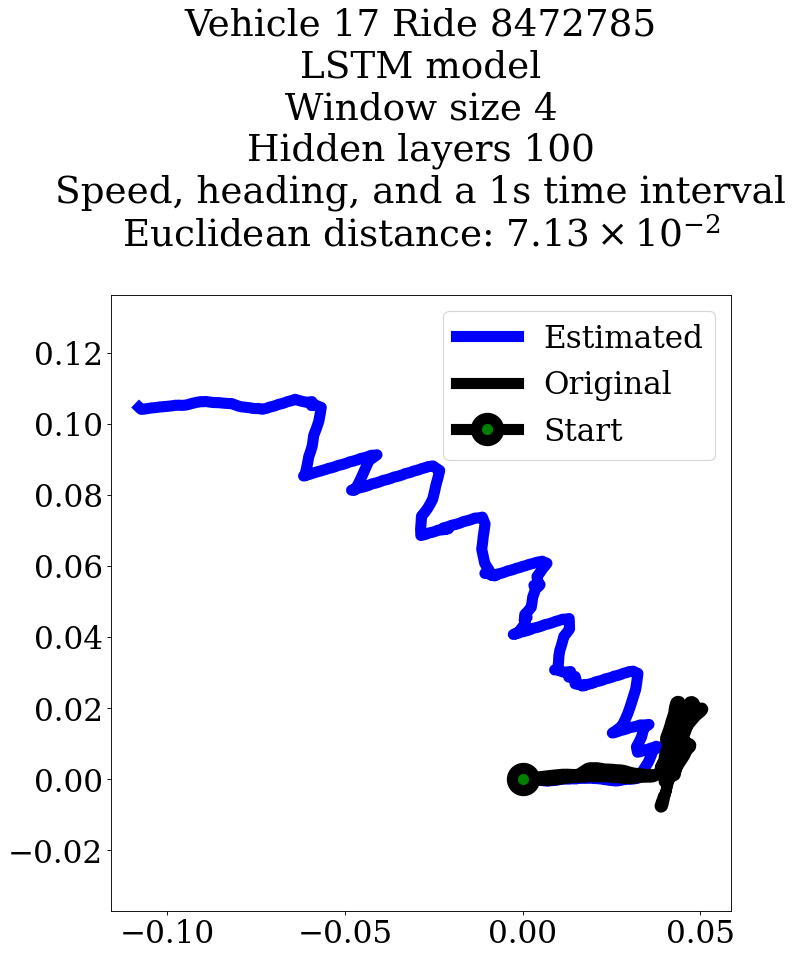 Vehicle 17 Ride 8472785
LSTM model
Window size 4
Hidden layers 100
Speed, heading, and a 1s time interval
Euclidean distance: 7.13 × 10⁻²
Estimated
Original
Start
0.12
0.10
0.08
0.06
0.04
0.02
0.00
−0.02
−0.10
−0.05
0.00
0.05